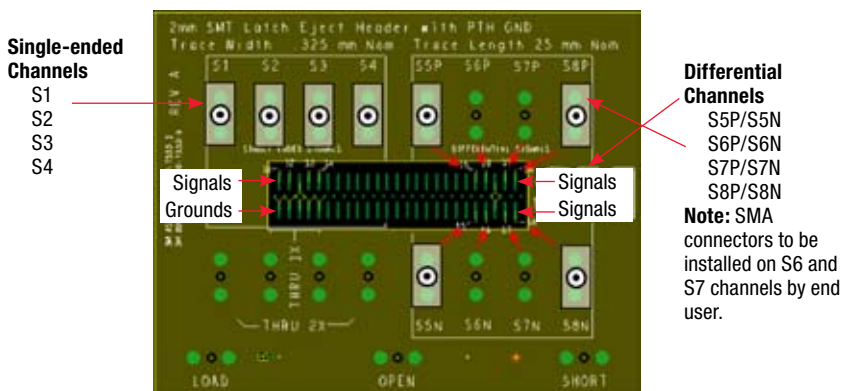 2mm SMT Latch Eject Header with PTH GND
Trace Width .325 mm Nom Trace Length 25 mm Nom
S1 S2 S3 S4 S5P S6P S7P S8P
REV A
Single-ended
Channels
S1
S2
S3
S4
Signals
Grounds
Signals
Signals
Differential
Channels
S5P/S5N
S6P/S6N
S7P/S7N
S8P/S8N
Note: SMA
connectors to be
installed on S6 and
S7 channels by end
user.
THRU 1X
THRU 2X
S5N S6N S7N S8N
LOAD OPEN SHORT